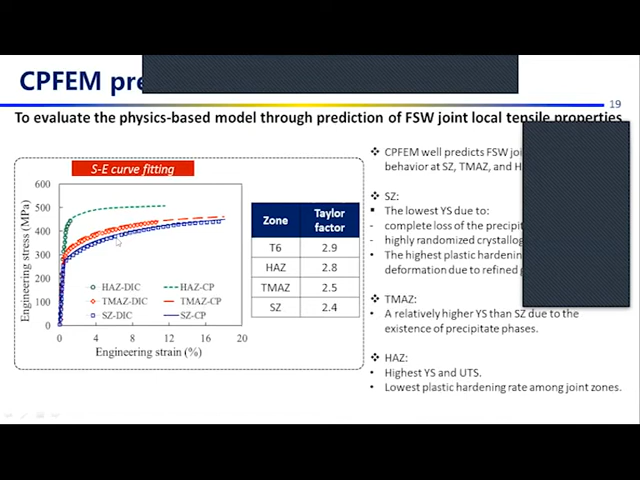 CPFEM
19
To evaluate the physics-based model through prediction of FSW joint local tensile properties
S-E curve fitting
600
500
400
300
200
100
0
Engineering stress (MPa)
HAZ-DIC
HAZ-CP
TMAZ-DIC
TMAZ-CP
SZ-DIC
SZ-CP
0 4 8 12 16 20
Engineering strain (%)
Zone Taylor factor
T6 2.9
HAZ 2.8
TMAZ 2.5
SZ 2.4
❖ CPFEM well predicts FSW
behavior at SZ, TMAZ, and
❖ SZ:
▪ The lowest YS due to:
- complete loss of the
- highly randomized
• The highest plastic
deformation due to refined
❖ TMAZ:
• A relatively higher YS than SZ due to the
existence of precipitate phases.
❖ HAZ:
• Highest YS and UTS.
• Lowest plastic hardening rate among joint zones.